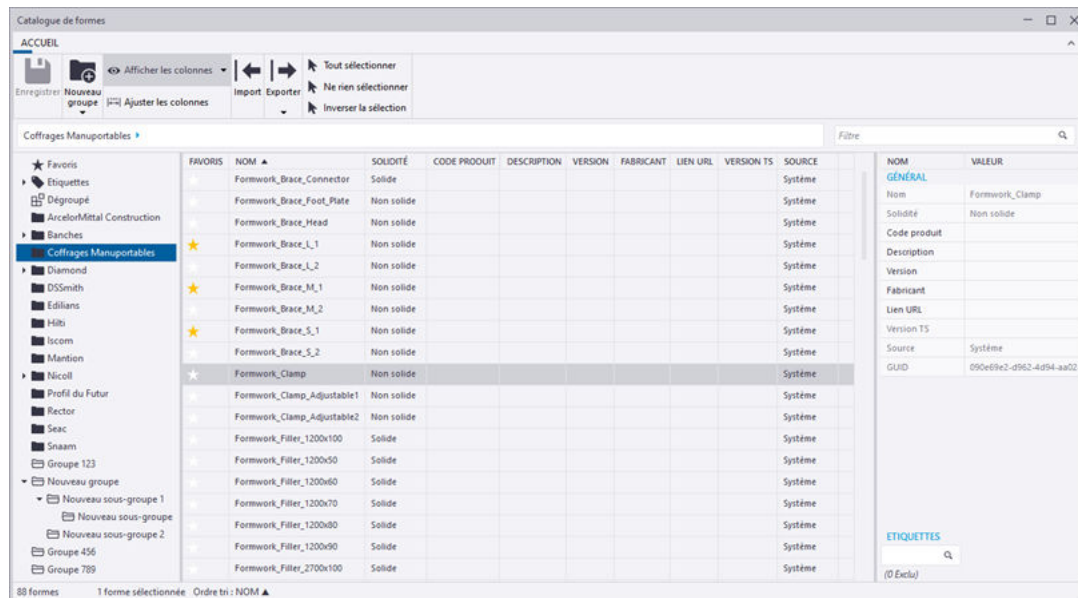 Catalogue de formes
ACCUEIL
Enregistrer
Nouveau groupe
Afficher les colonnes
Ajuster les colonnes
Import
Exporter
Tout sélectionner
Ne rien sélectionner
Inverser la sélection
Coffrages Manuportables
Filtre
Favoris
Etiquettes
Dégroupé
ArcelorMittal Construction
Banches
Coffrages Manuportables
Diamond
DSSmith
Edilians
Hilti
Iscom
Mantion
Nicoll
Profil du Futur
Rector
Seac
Snaam
Groupe 123
Nouveau groupe
Nouveau sous-groupe 1
Nouveau sous-groupe
Nouveau sous-groupe 2
Groupe 456
Groupe 789
FAVORIS NOM SOLIDITÉ CODE PRODUIT DESCRIPTION VERSION FABRICANT LIEN URL VERSION TS SOURCE
Formwork_Brace_Connector Solide Système
Formwork_Brace_Foot_Plate Non solide Système
Formwork_Brace_Head Non solide Système
Formwork_Brace_L_1 Non solide Système
Formwork_Brace_L_2 Non solide Système
Formwork_Brace_M_1 Non solide Système
Formwork_Brace_M_2 Non solide Système
Formwork_Brace_S_1 Non solide Système
Formwork_Brace_S_2 Non solide Système
Formwork_Clamp Non solide Système
Formwork_Clamp_Adjustable1 Non solide Système
Formwork_Clamp_Adjustable2 Non solide Système
Formwork_Filler_1200x100 Solide Système
Formwork_Filler_1200x50 Solide Système
Formwork_Filler_1200x60 Solide Système
Formwork_Filler_1200x70 Solide Système
Formwork_Filler_1200x80 Solide Système
Formwork_Filler_1200x90 Solide Système
Formwork_Filler_2700x100 Solide Système
NOM VALEUR
GÉNÉRAL
Nom Formwork_Clamp
Solidité Non solide
Code produit
Description
Version
Fabricant
Lien URL
Version TS
Source Système
GUID 090e69e2-d962-4d94-aa02
ETIQUETTES
(0 Exclu)
88 formes 1 forme sélectionnée Ordre tri : NOM